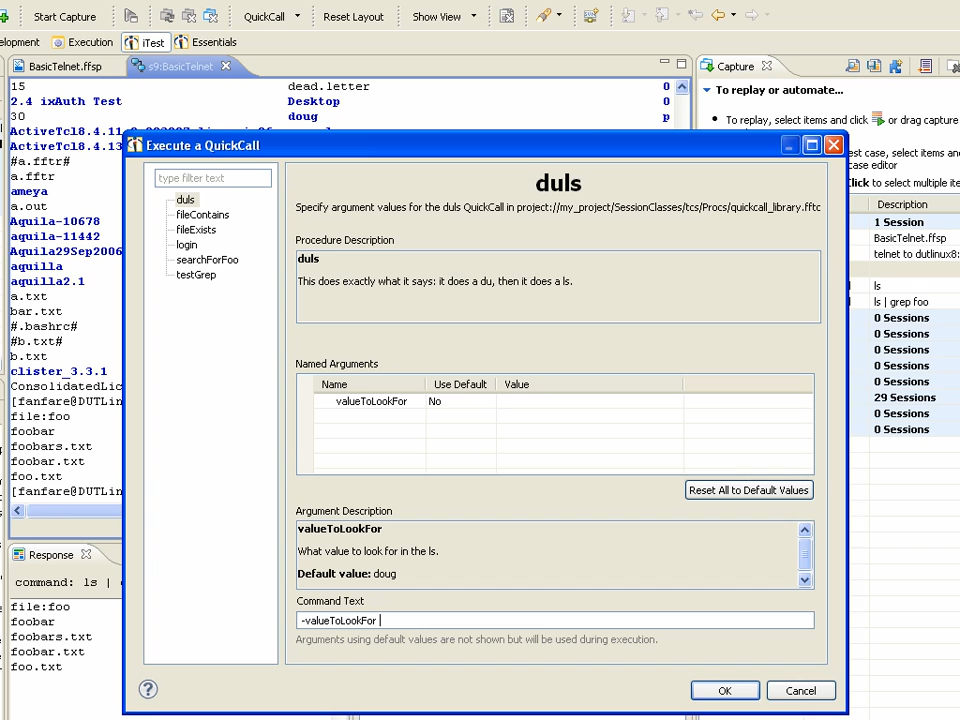 Start Capture
QuickCall
Reset Layout
Show View
elopment
Execution
iTest
Essentials
BasicTelnet.ffsp
s9:BasicTelnet
Capture
15
dead.letter
0
2.4 ixAuth Test
Desktop
0
30
doug
p
ActiveTcl8.4.11
ActiveTcl8.4.13
#a.fftr#
a.fftr
ameya
a.out
Aquila-10678
aquila-11442
Aquila29Sep2006
aquilla
aquilla2.1
a.txt
bar.txt
#.bashrc#
#b.txt#
b.txt
clister_3.3.1
ConsolidatedLic
[fanfare@DUTLin
file:foo
foobar
foobars.txt
foobar.txt
foo.txt
[fanfare@DUTLin
Response
command: ls |
file:foo
foobar
foobars.txt
foobar.txt
foo.txt
To replay or automate...
To replay, select items and click
or drag capture
est case, select items and
case editor
Click to select multiple ite
Description
1 Session
BasicTelnet.ffsp
telnet to dutlinux8:
ls
ls | grep foo
0 Sessions
0 Sessions
0 Sessions
0 Sessions
0 Sessions
29 Sessions
0 Sessions
0 Sessions
Execute a QuickCall
type filter text
duls
fileContains
fileExists
login
searchForFoo
testGrep
duls
Specify argument values for the duls QuickCall in project://my_project/SessionClasses/tcs/Procs/quickcall_library.fftc
Procedure Description
duls
This does exactly what it says: it does a du, then it does a ls.
Named Arguments
Name
Use Default
Value
valueToLookFor
No
Reset All to Default Values
Argument Description
valueToLookFor
What value to look for in the ls.
Default value: doug
Command Text
-valueToLookFor
Arguments using default values are not shown but will be used during execution.
?
OK
Cancel